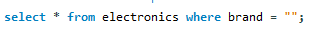 select * from electronics where brand = "";